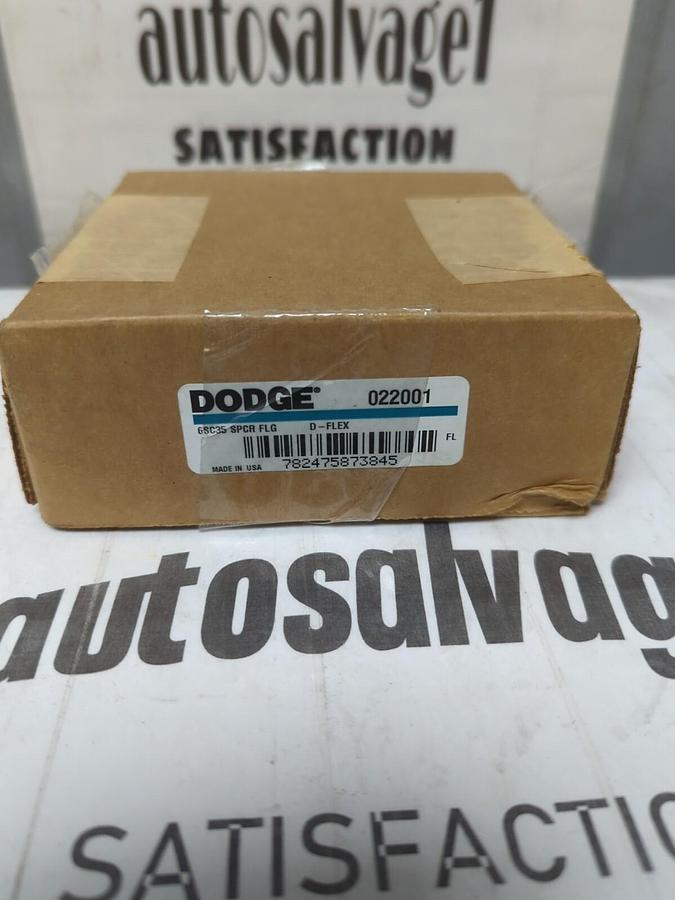 autosalvage1
SATISFACTION
DODGE® 022001
6SC35 SPCR FLG D-FLEX
FL
MADE IN USA 782475873845
autosalvag
SATISFACTIO